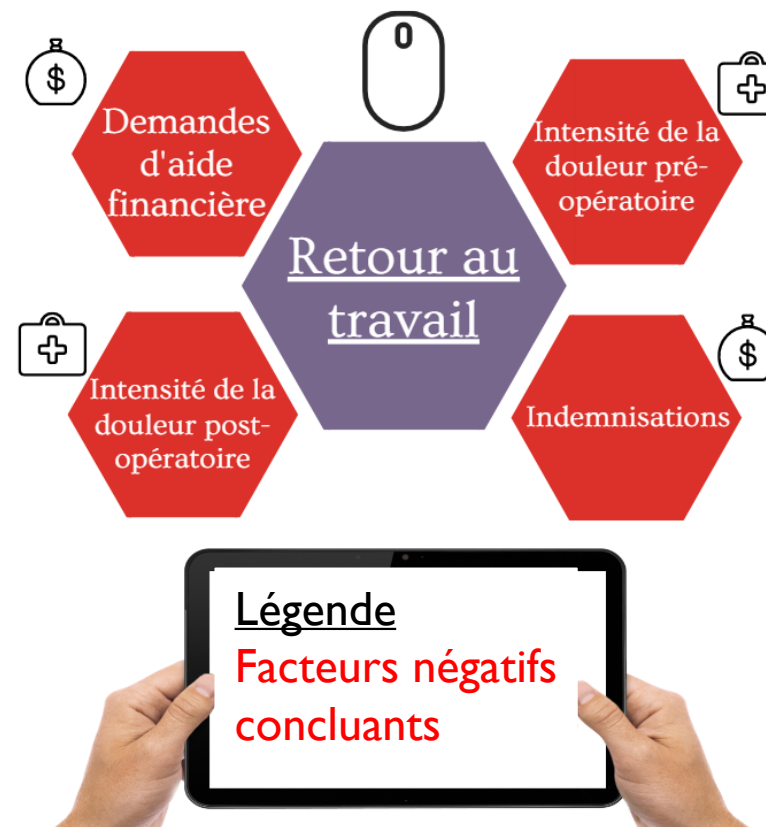 $
Demandes
d'aide
financière
Intensité de la
douleur pré-
opératoire
Retour au
travail
Intensité de la
douleur post-
opératoire
$
Indemnisations
Légende
Facteurs négatifs
concluants